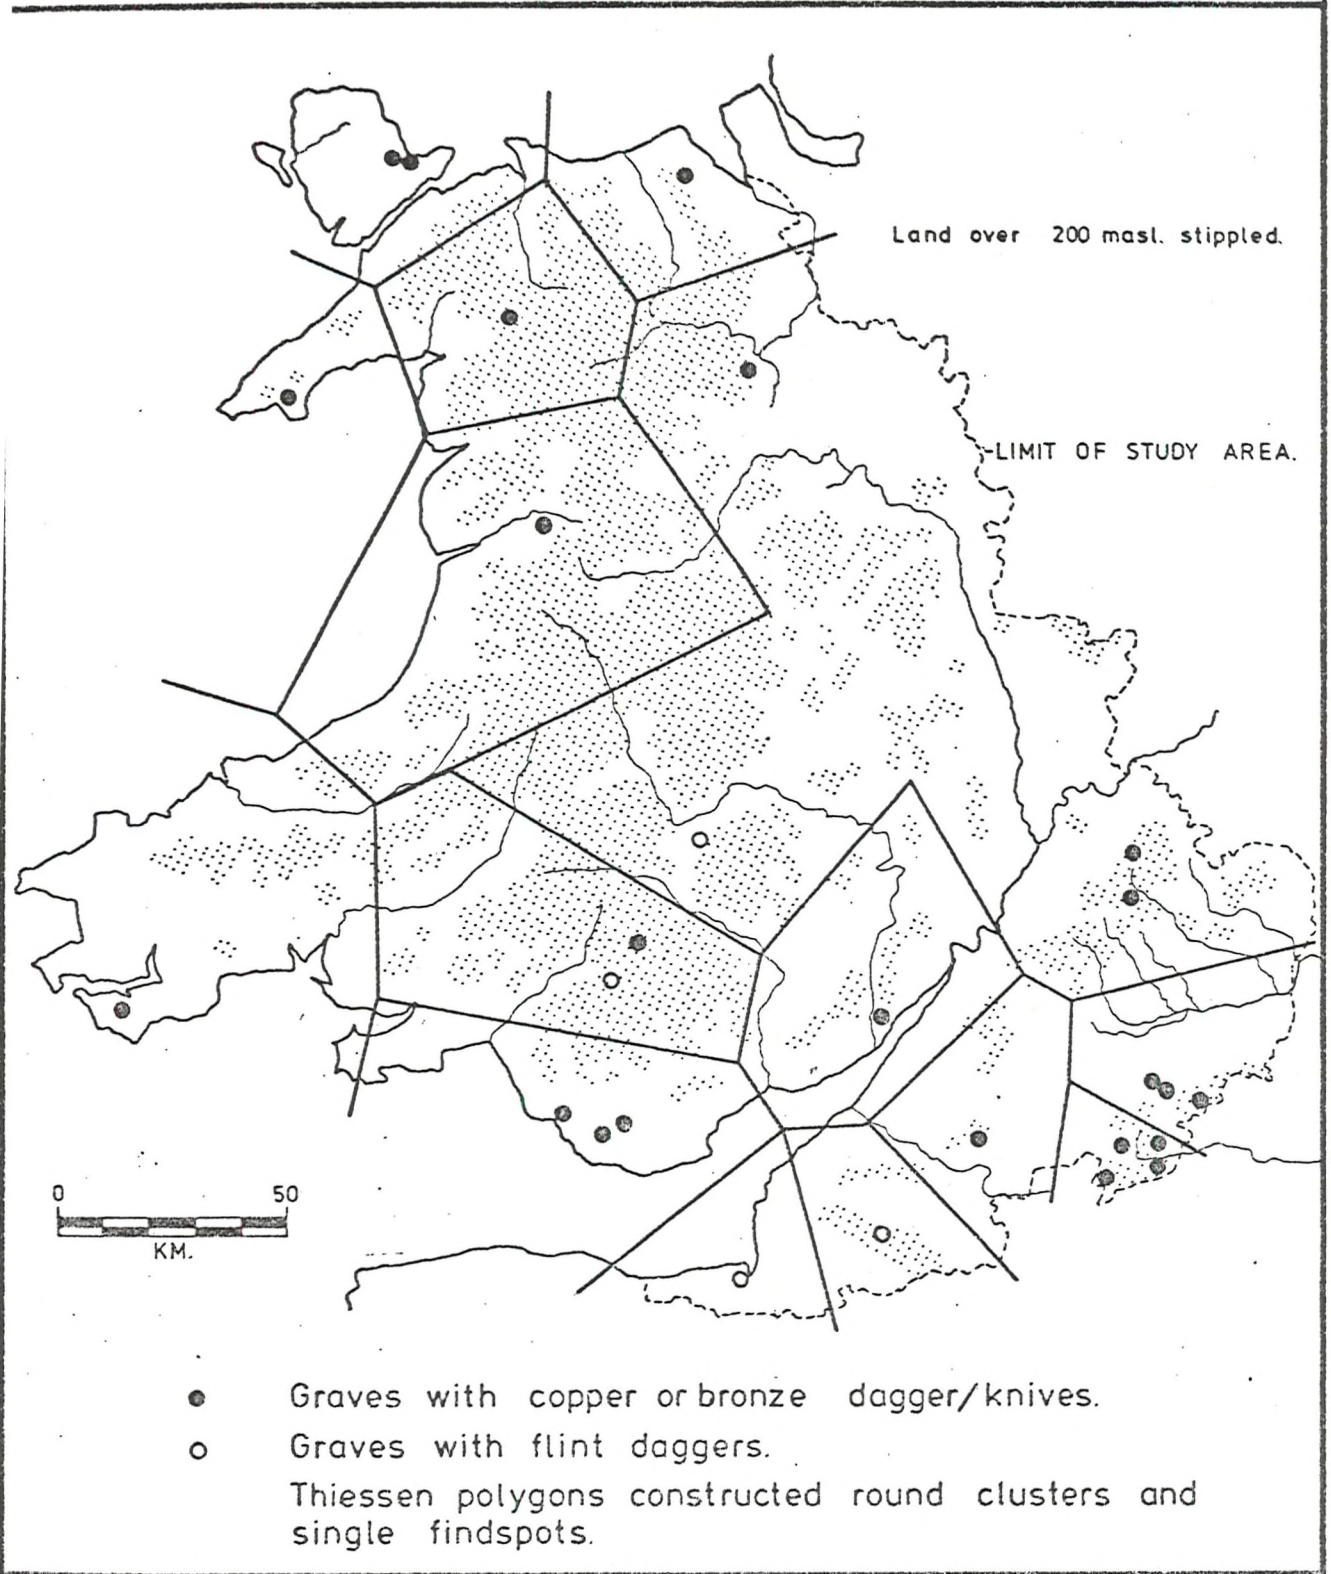 Land over 200 masl. stippled.
LIMIT OF STUDY AREA.
0 50
KM.
Graves with copper or bronze dagger/knives.
Graves with flint daggers.
Thiessen polygons constructed round clusters and
single findspots.